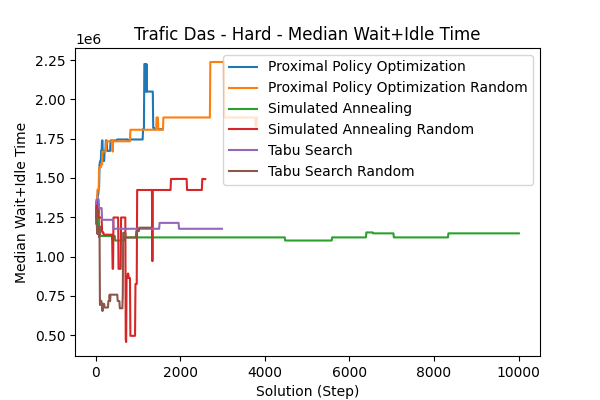 Trafic Das - Hard - Median Wait+Idle Time
1e6
Median Wait+Idle Time
2.25
2.00
1.75
1.50
1.25
1.00
0.75
0.50
Proximal Policy Optimization
Proximal Policy Optimization Random
Simulated Annealing
Simulated Annealing Random
Tabu Search
Tabu Search Random
0 2000 4000 6000 8000 10000
Solution (Step)